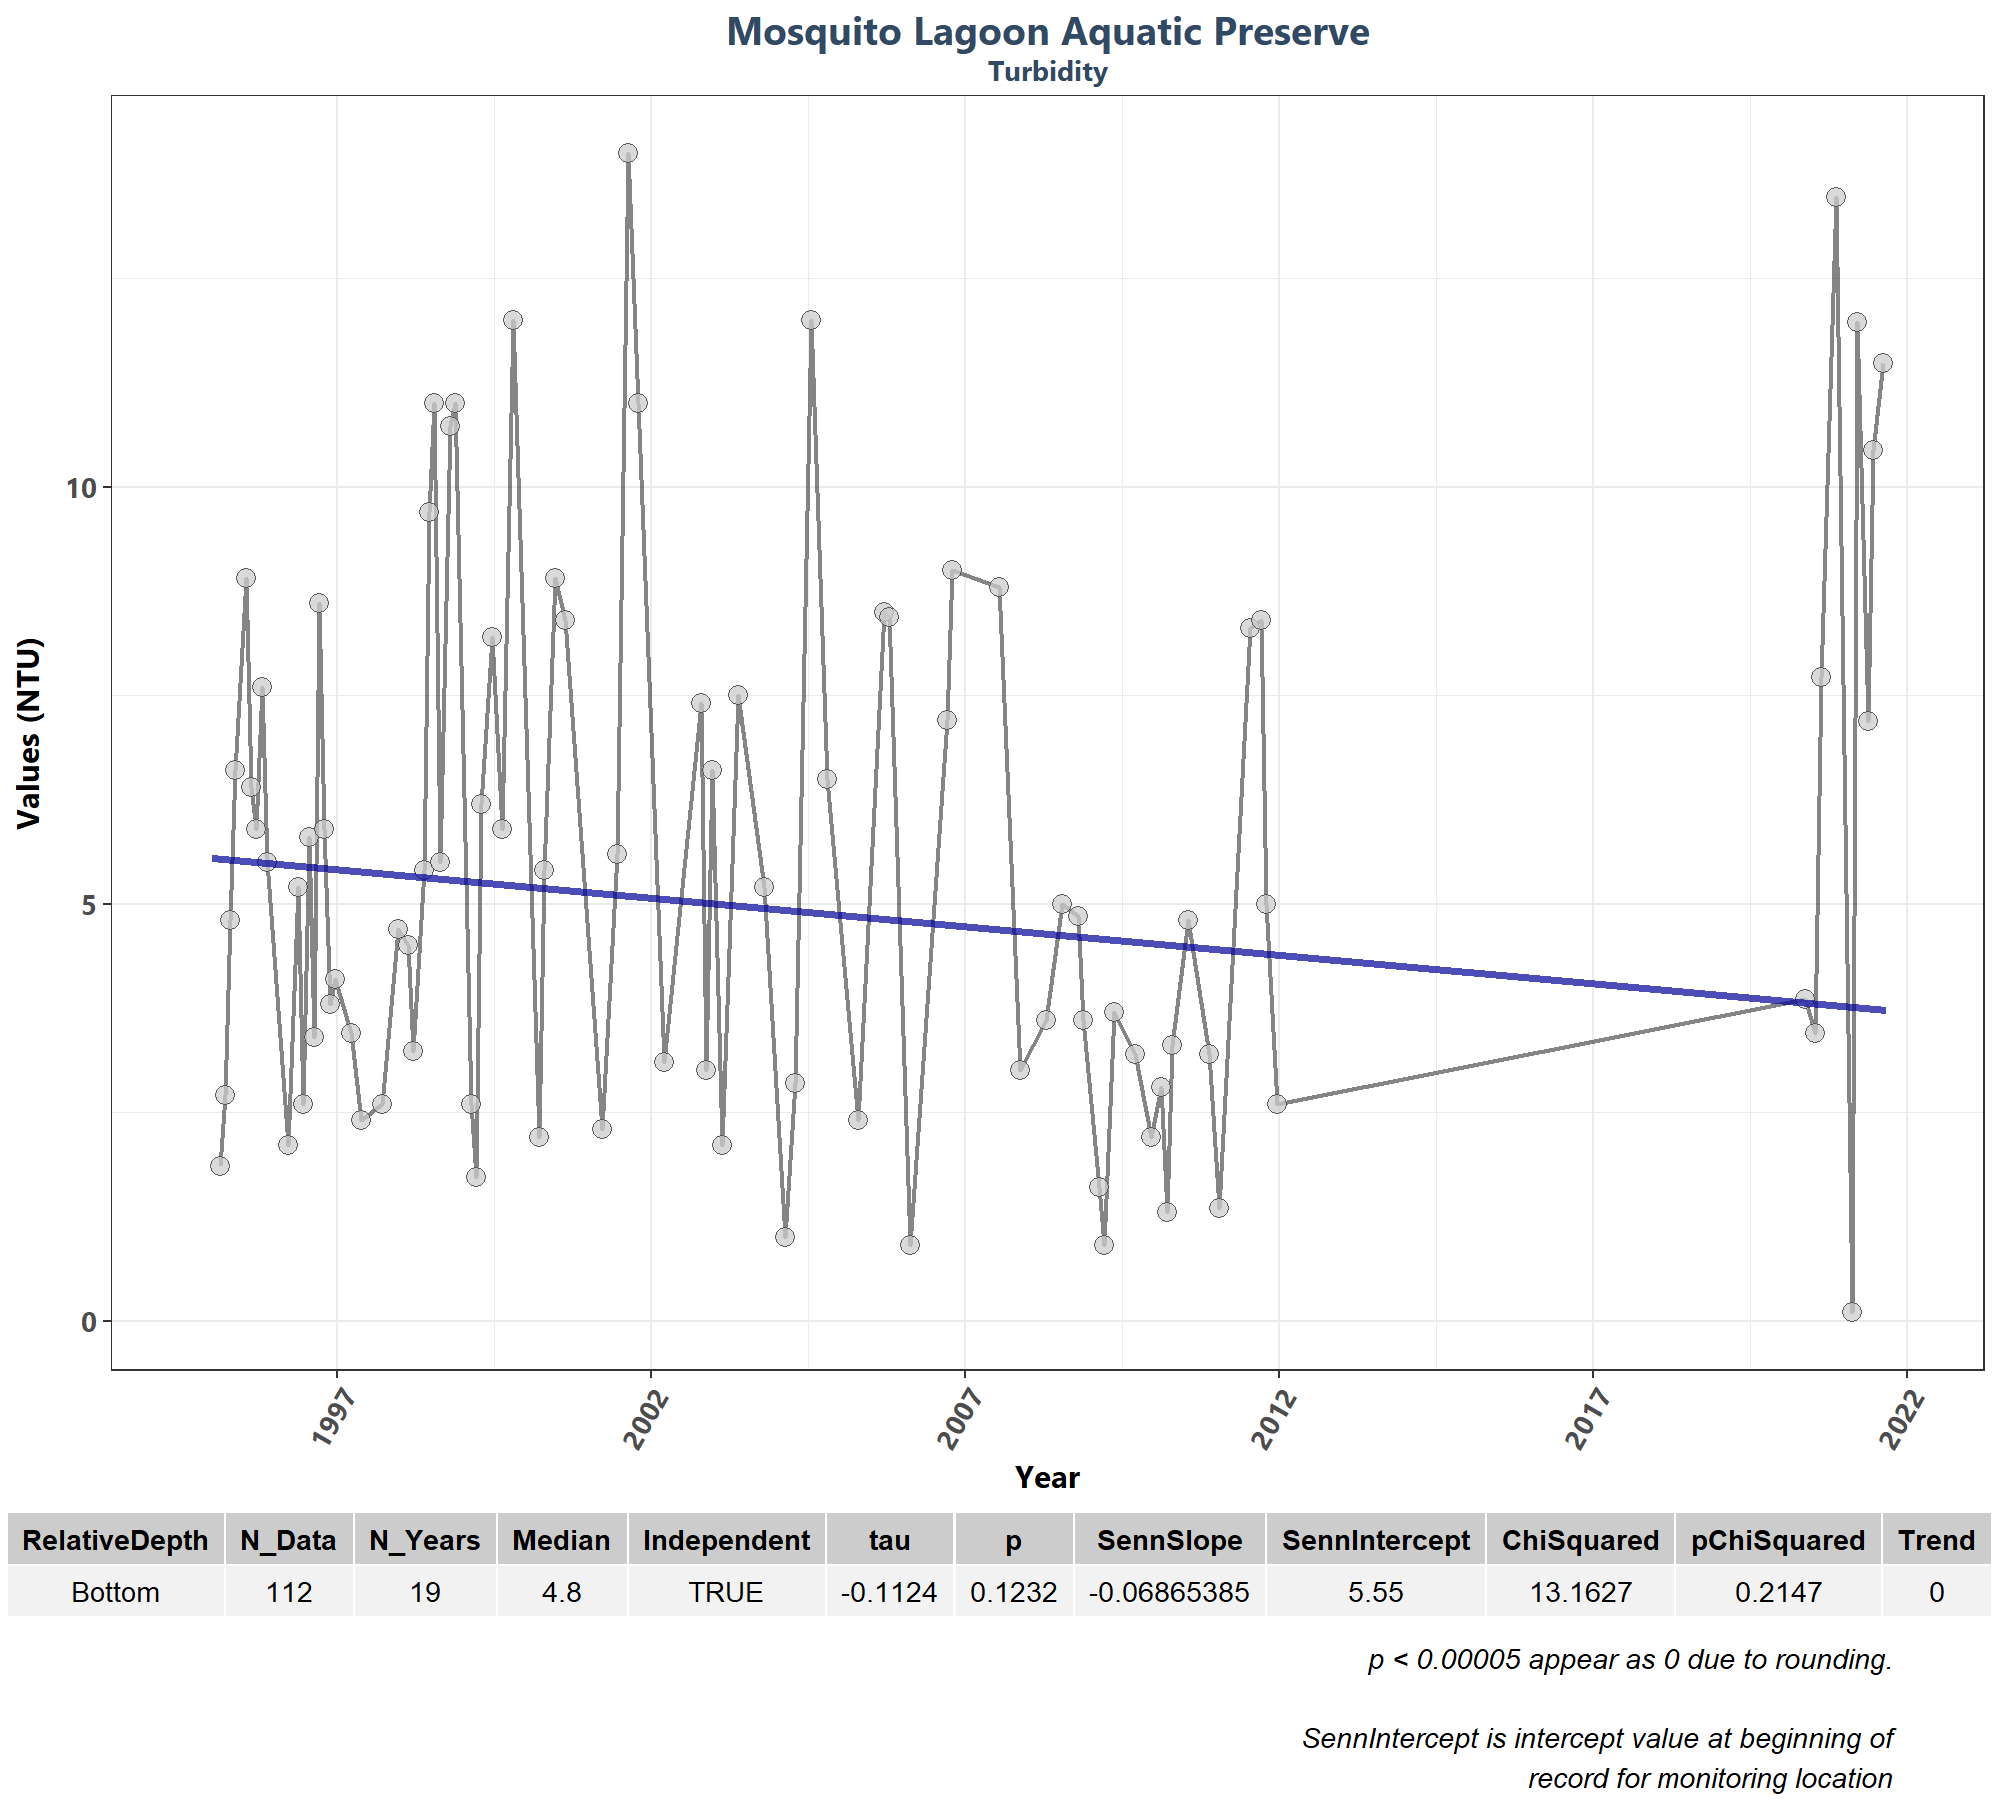 Mosquito Lagoon Aquatic Preserve
Turbidity
Values (NTU)
10
5
0
1997
2002
2007
2012
2017
2022
Year
RelativeDepth N_Data N_Years Median Independent tau p SennSlope SennIntercept ChiSquared pChiSquared Trend
Bottom 112 19 4.8 TRUE -0.1124 0.1232 -0.06865385 5.55 13.1627 0.2147 0
p < 0.00005 appear as 0 due to rounding.
SennIntercept is intercept value at beginning of
record for monitoring location